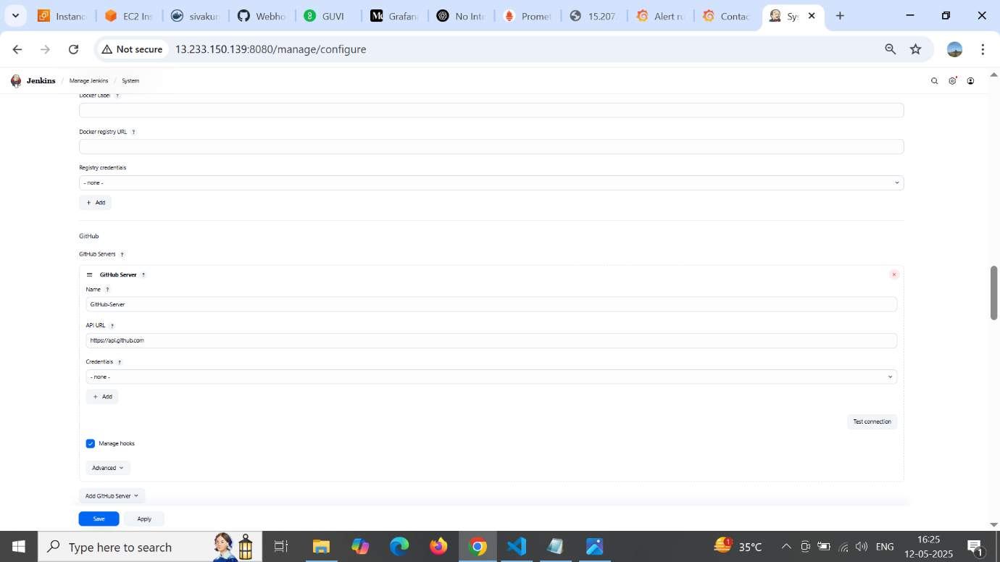 Instanc
EC2 Ins
sivakun
Webho
GUVI
Grafana
No Inte
Promet
15.207.
Alert ru
Contac
Sys
Not secure
13.233.150.139:8080/manage/configure
Jenkins / Manage Jenkins / System
Docker Label ?
Docker registry URL ?
Registry credentials
- none -
+ Add
GitHub
GitHub Servers ?
GitHub Server ?
Name ?
GitHub-Server
API URL ?
https://api.github.com
Credentials ?
- none -
+ Add
Test connection
Manage hooks
Advanced
Add GitHub Server
Save
Apply
Type here to search
1
35°C
ENG
16:25
12-05-2025
1